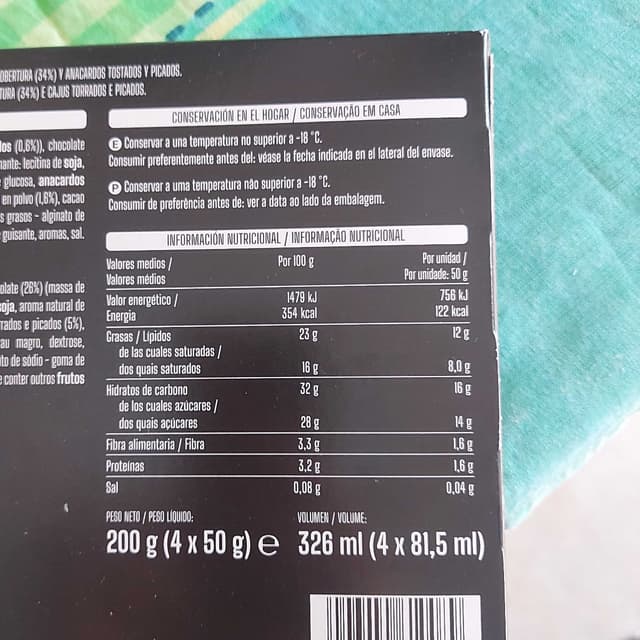 OBERTURA (34%) Y ANACARDOS TOSTADOS Y PICADOS.
TURA (34%) E CAJUS TORRADOS E PICADOS.
CONSERVACIÓN EN EL HOGAR / CONSERVAÇÃO EM CASA
E Conservar a una temperatura no superior a -18 °C.
Consumir preferentemente antes del: véase la fecha indicada en el lateral del envase.
P Conservar a uma temperatura não superior a -18 °C.
Consumir de preferência antes de: ver a data ao lado da embalagem.
los (0,6%)), chocolate
nante: lecitina de soja,
glucosa, anacardos
en polvo (1,6%), cacao
s grasos - alginato de
guisante, aromas, sal.
olate (26%) (massa de
soja, aroma natural de
rrados e picados (5%),
au magro, dextrose,
to de sódio - goma de
e conter outros frutos
INFORMACIÓN NUTRICIONAL / INFORMAÇÃO NUTRICIONAL
Valores medios / Por 100 g Por unidad /
Valores médios Por unidade: 50 g
Valor energético / 1479 kJ 756 kJ
Energia 354 kcal 122 kcal
Grasas / Lípidos 23 g 12 g
de las cuales saturadas /
dos quais saturados 16 g 8,0 g
Hidratos de carbono 32 g 16 g
de los cuales azúcares /
dos quais açúcares 28 g 14 g
Fibra alimentaria / Fibra 3,3 g 1,6 g
Proteínas 3,2 g 1,6 g
Sal 0,08 g 0,04 g
PESO NETO / PESO LÍQUIDO: VOLUMEN / VOLUME:
200 g (4 x 50 g) e 326 ml (4 x 81,5 ml)